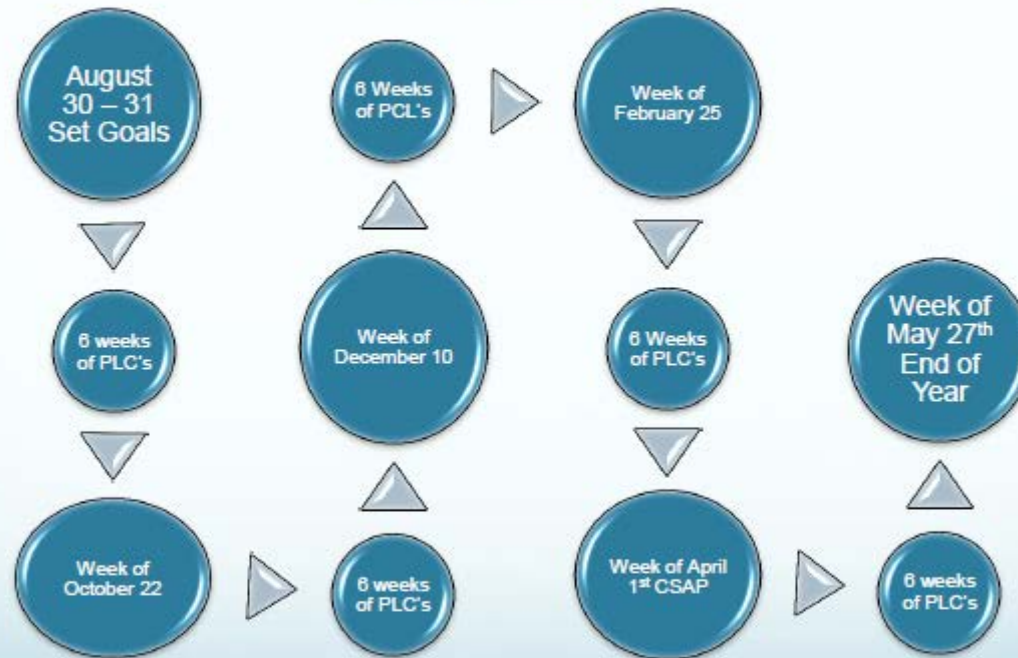 August
30 – 31
Set Goals
6 weeks
of PLC's
Week of
October 22
6 weeks
of PLC's
Week of
December 10
6 Weeks
of PCL's
Week of
February 25
6 Weeks
of PLC's
Week of April
1st CSAP
6 weeks
of PLC's
Week of
May 27th
End of
Year